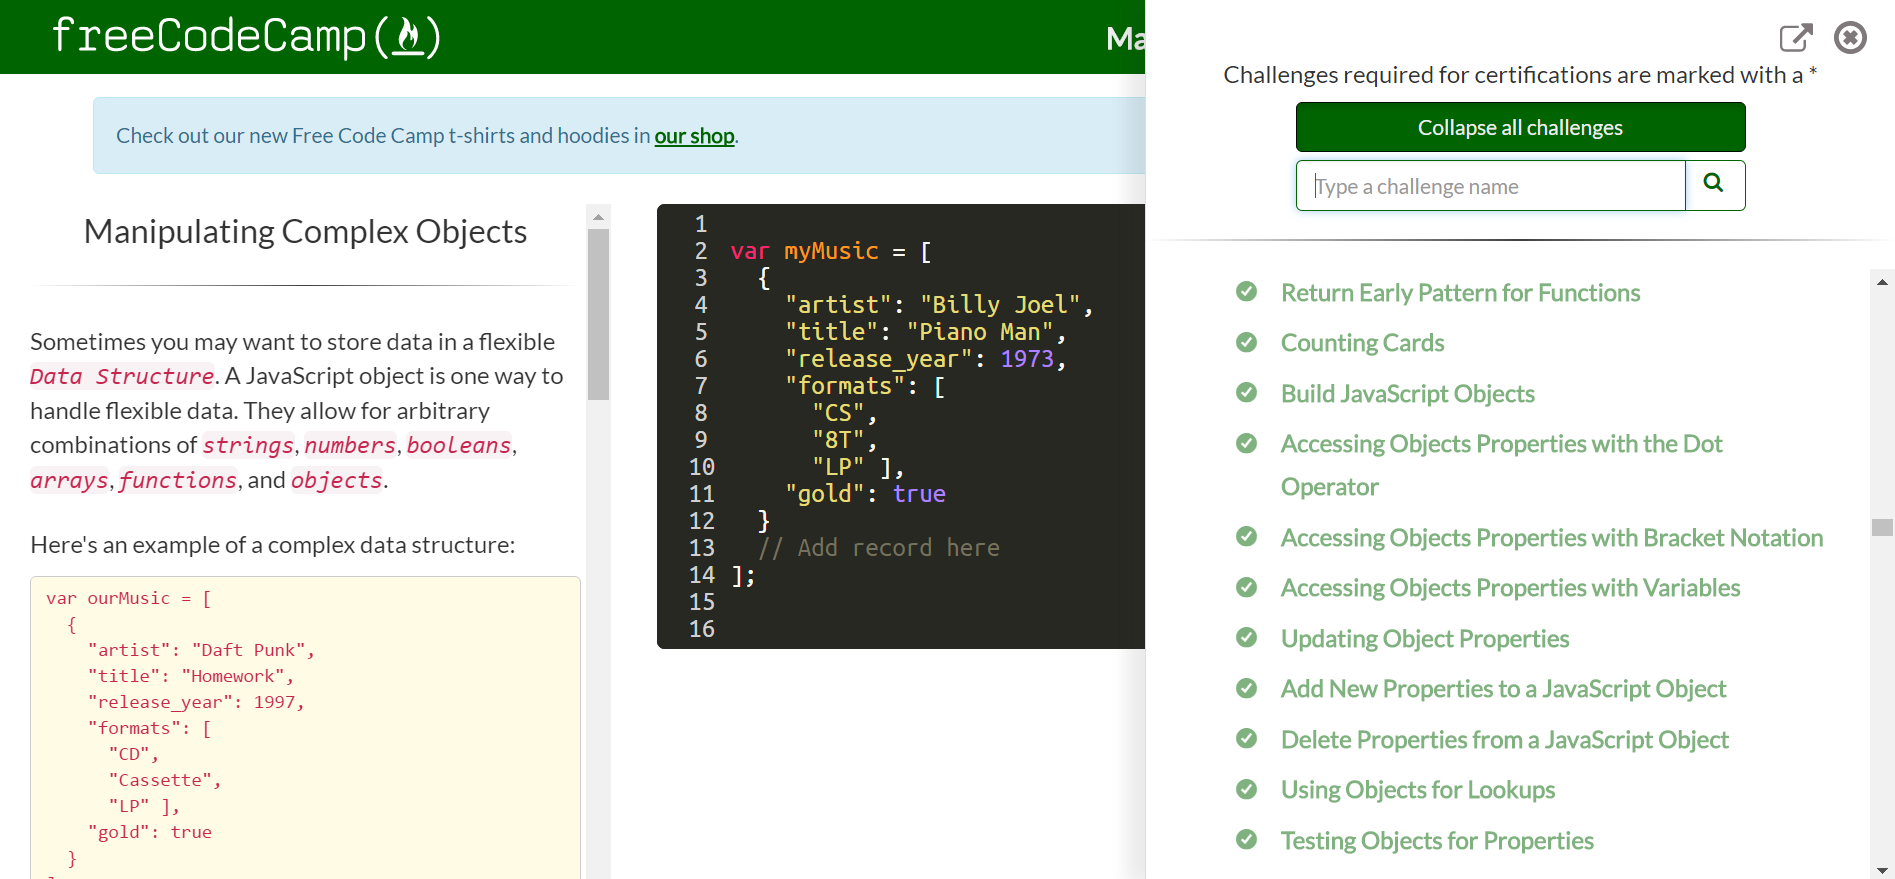 freeCodeCamp(
Check out our new Free Code Camp t-shirts and hoodies in our shop.
Manipulating Complex Objects
Sometimes you may want to store data in a flexible
Data Structure. A JavaScript object is one way to
handle flexible data. They allow for arbitrary
combinations of strings, numbers, booleans,
arrays, functions, and objects.
Here's an example of a complex data structure:
var ourMusic = [
  {
    "artist": "Daft Punk",
    "title": "Homework",
    "release_year": 1997,
    "formats": [
      "CD",
      "Cassette",
      "LP" ],
    "gold": true
  }
1
2 var myMusic = [
3   {
4     "artist": "Billy Joel",
5     "title": "Piano Man",
6     "release_year": 1973,
7     "formats": [
8       "CS",
9       "8T",
10       "LP" ],
11     "gold": true
12   }
13   // Add record here
14 ];
15
16
Challenges required for certifications are marked with a *
Collapse all challenges
Type a challenge name
Return Early Pattern for Functions
Counting Cards
Build JavaScript Objects
Accessing Objects Properties with the Dot
Operator
Accessing Objects Properties with Bracket Notation
Accessing Objects Properties with Variables
Updating Object Properties
Add New Properties to a JavaScript Object
Delete Properties from a JavaScript Object
Using Objects for Lookups
Testing Objects for Properties